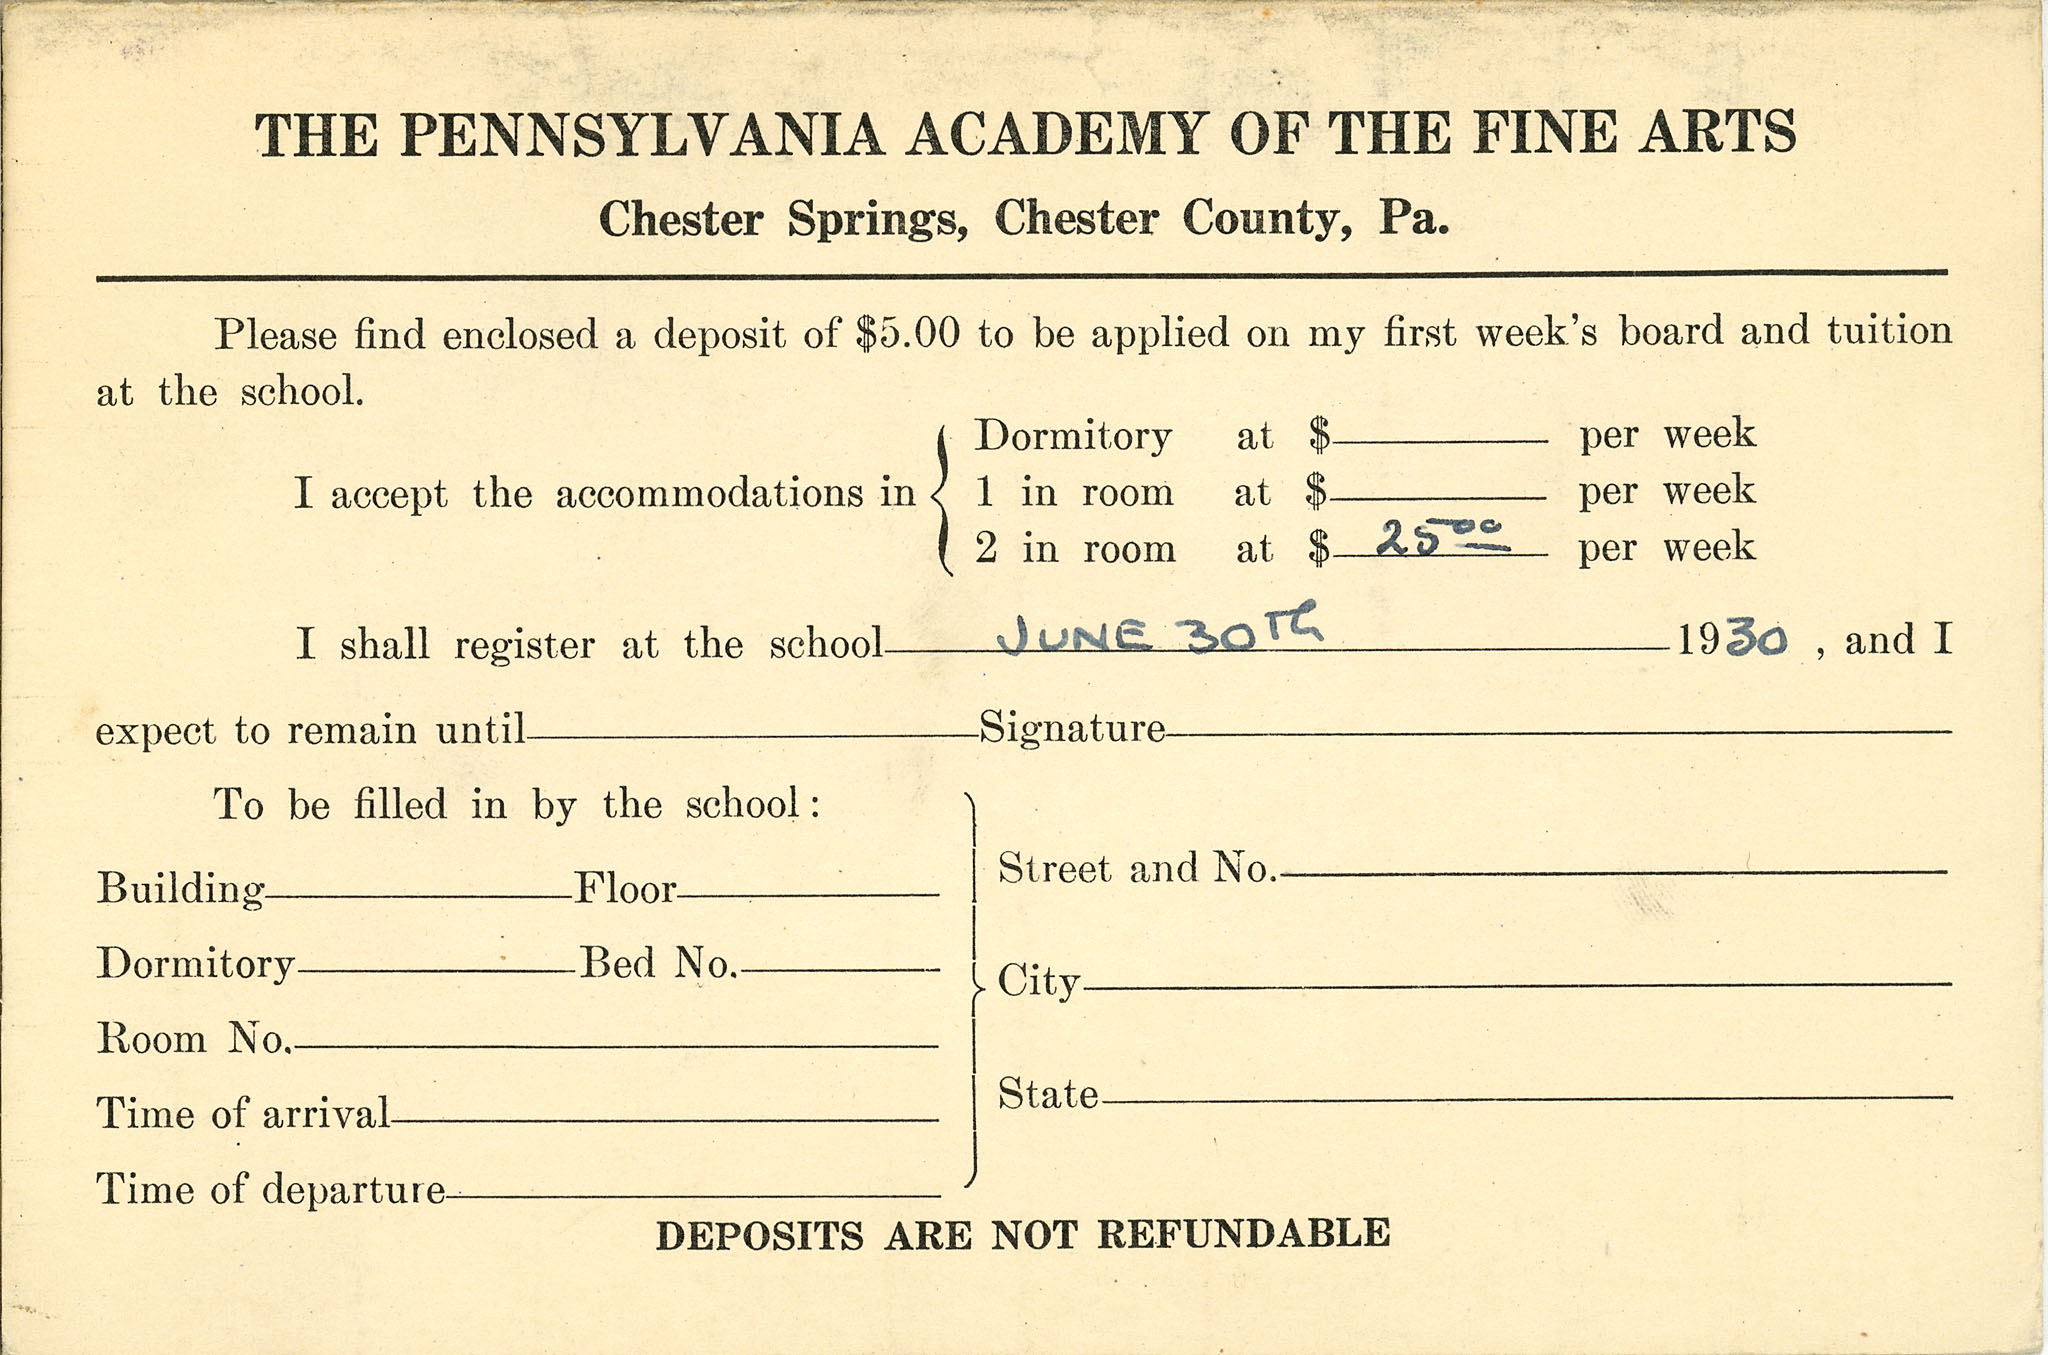 THE PENNSYLVANIA ACADEMY OF THE FINE ARTS
Chester Springs, Chester County, Pa.
Please find enclosed a deposit of $5.00 to be applied on my first week's board and tuition
at the school.
I accept the accommodations in
Dormitory at $ per week
1 in room at $ per week
2 in room at $ 2500 per week
I shall register at the school JUNE 30TH 1930 , and I
expect to remain until Signature
To be filled in by the school:
Building Floor
Dormitory Bed No.
Room No.
Time of arrival
Time of departure
Street and No.
City
State
DEPOSITS ARE NOT REFUNDABLE